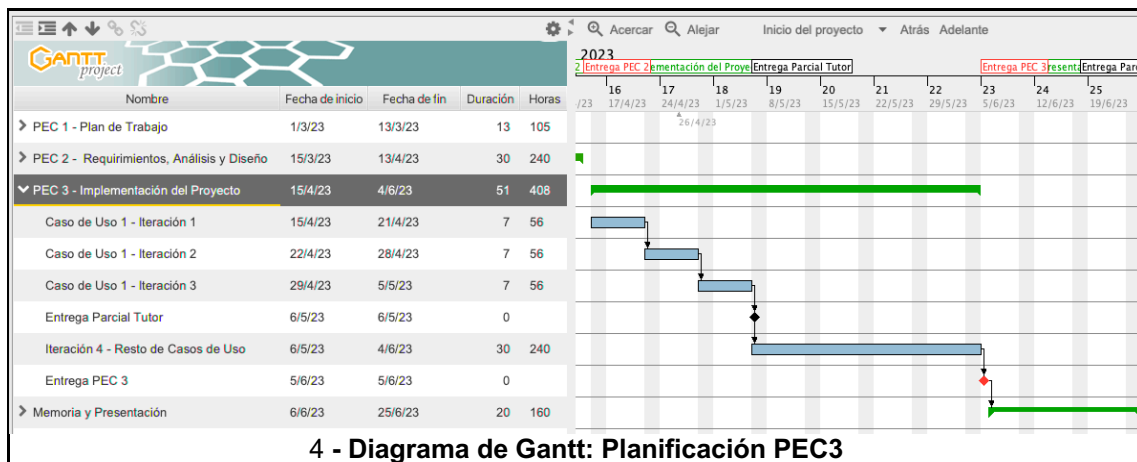 Acercar Alejar Inicio del proyecto Atrás Adelante
GANTT project
2023
2 Entrega PEC 2 ementación del Proye Entrega Parcial Tutor Entrega PEC 3 resenta Entrega Par
Nombre Fecha de inicio Fecha de fin Duración Horas
16 17 18 19 20 21 22 23 24 25
/23 17/4/23 24/4/23 1/5/23 8/5/23 15/5/23 22/5/23 29/5/23 5/6/23 12/6/23 19/6/23
26/4/23
PEC 1 - Plan de Trabajo 1/3/23 13/3/23 13 105
PEC 2 - Requirimientos, Análisis y Diseño 15/3/23 13/4/23 30 240
PEC 3 - Implementación del Proyecto 15/4/23 4/6/23 51 408
Caso de Uso 1 - Iteración 1 15/4/23 21/4/23 7 56
Caso de Uso 1 - Iteración 2 22/4/23 28/4/23 7 56
Caso de Uso 1 - Iteración 3 29/4/23 5/5/23 7 56
Entrega Parcial Tutor 6/5/23 6/5/23 0
Iteración 4 - Resto de Casos de Uso 6/5/23 4/6/23 30 240
Entrega PEC 3 5/6/23 5/6/23 0
Memoria y Presentación 6/6/23 25/6/23 20 160
4 - Diagrama de Gantt: Planificación PEC3